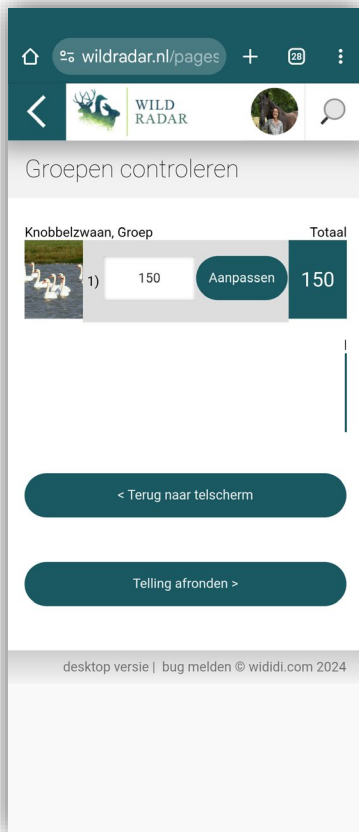 wildradar.nl/pages
28
WILD
RADAR
Groepen controleren
Knobbelzwaan, Groep Totaal
1) 150 Aanpassen 150
< Terug naar telscherm
Telling afronden >
desktop versie | bug melden © wididi.com 2024